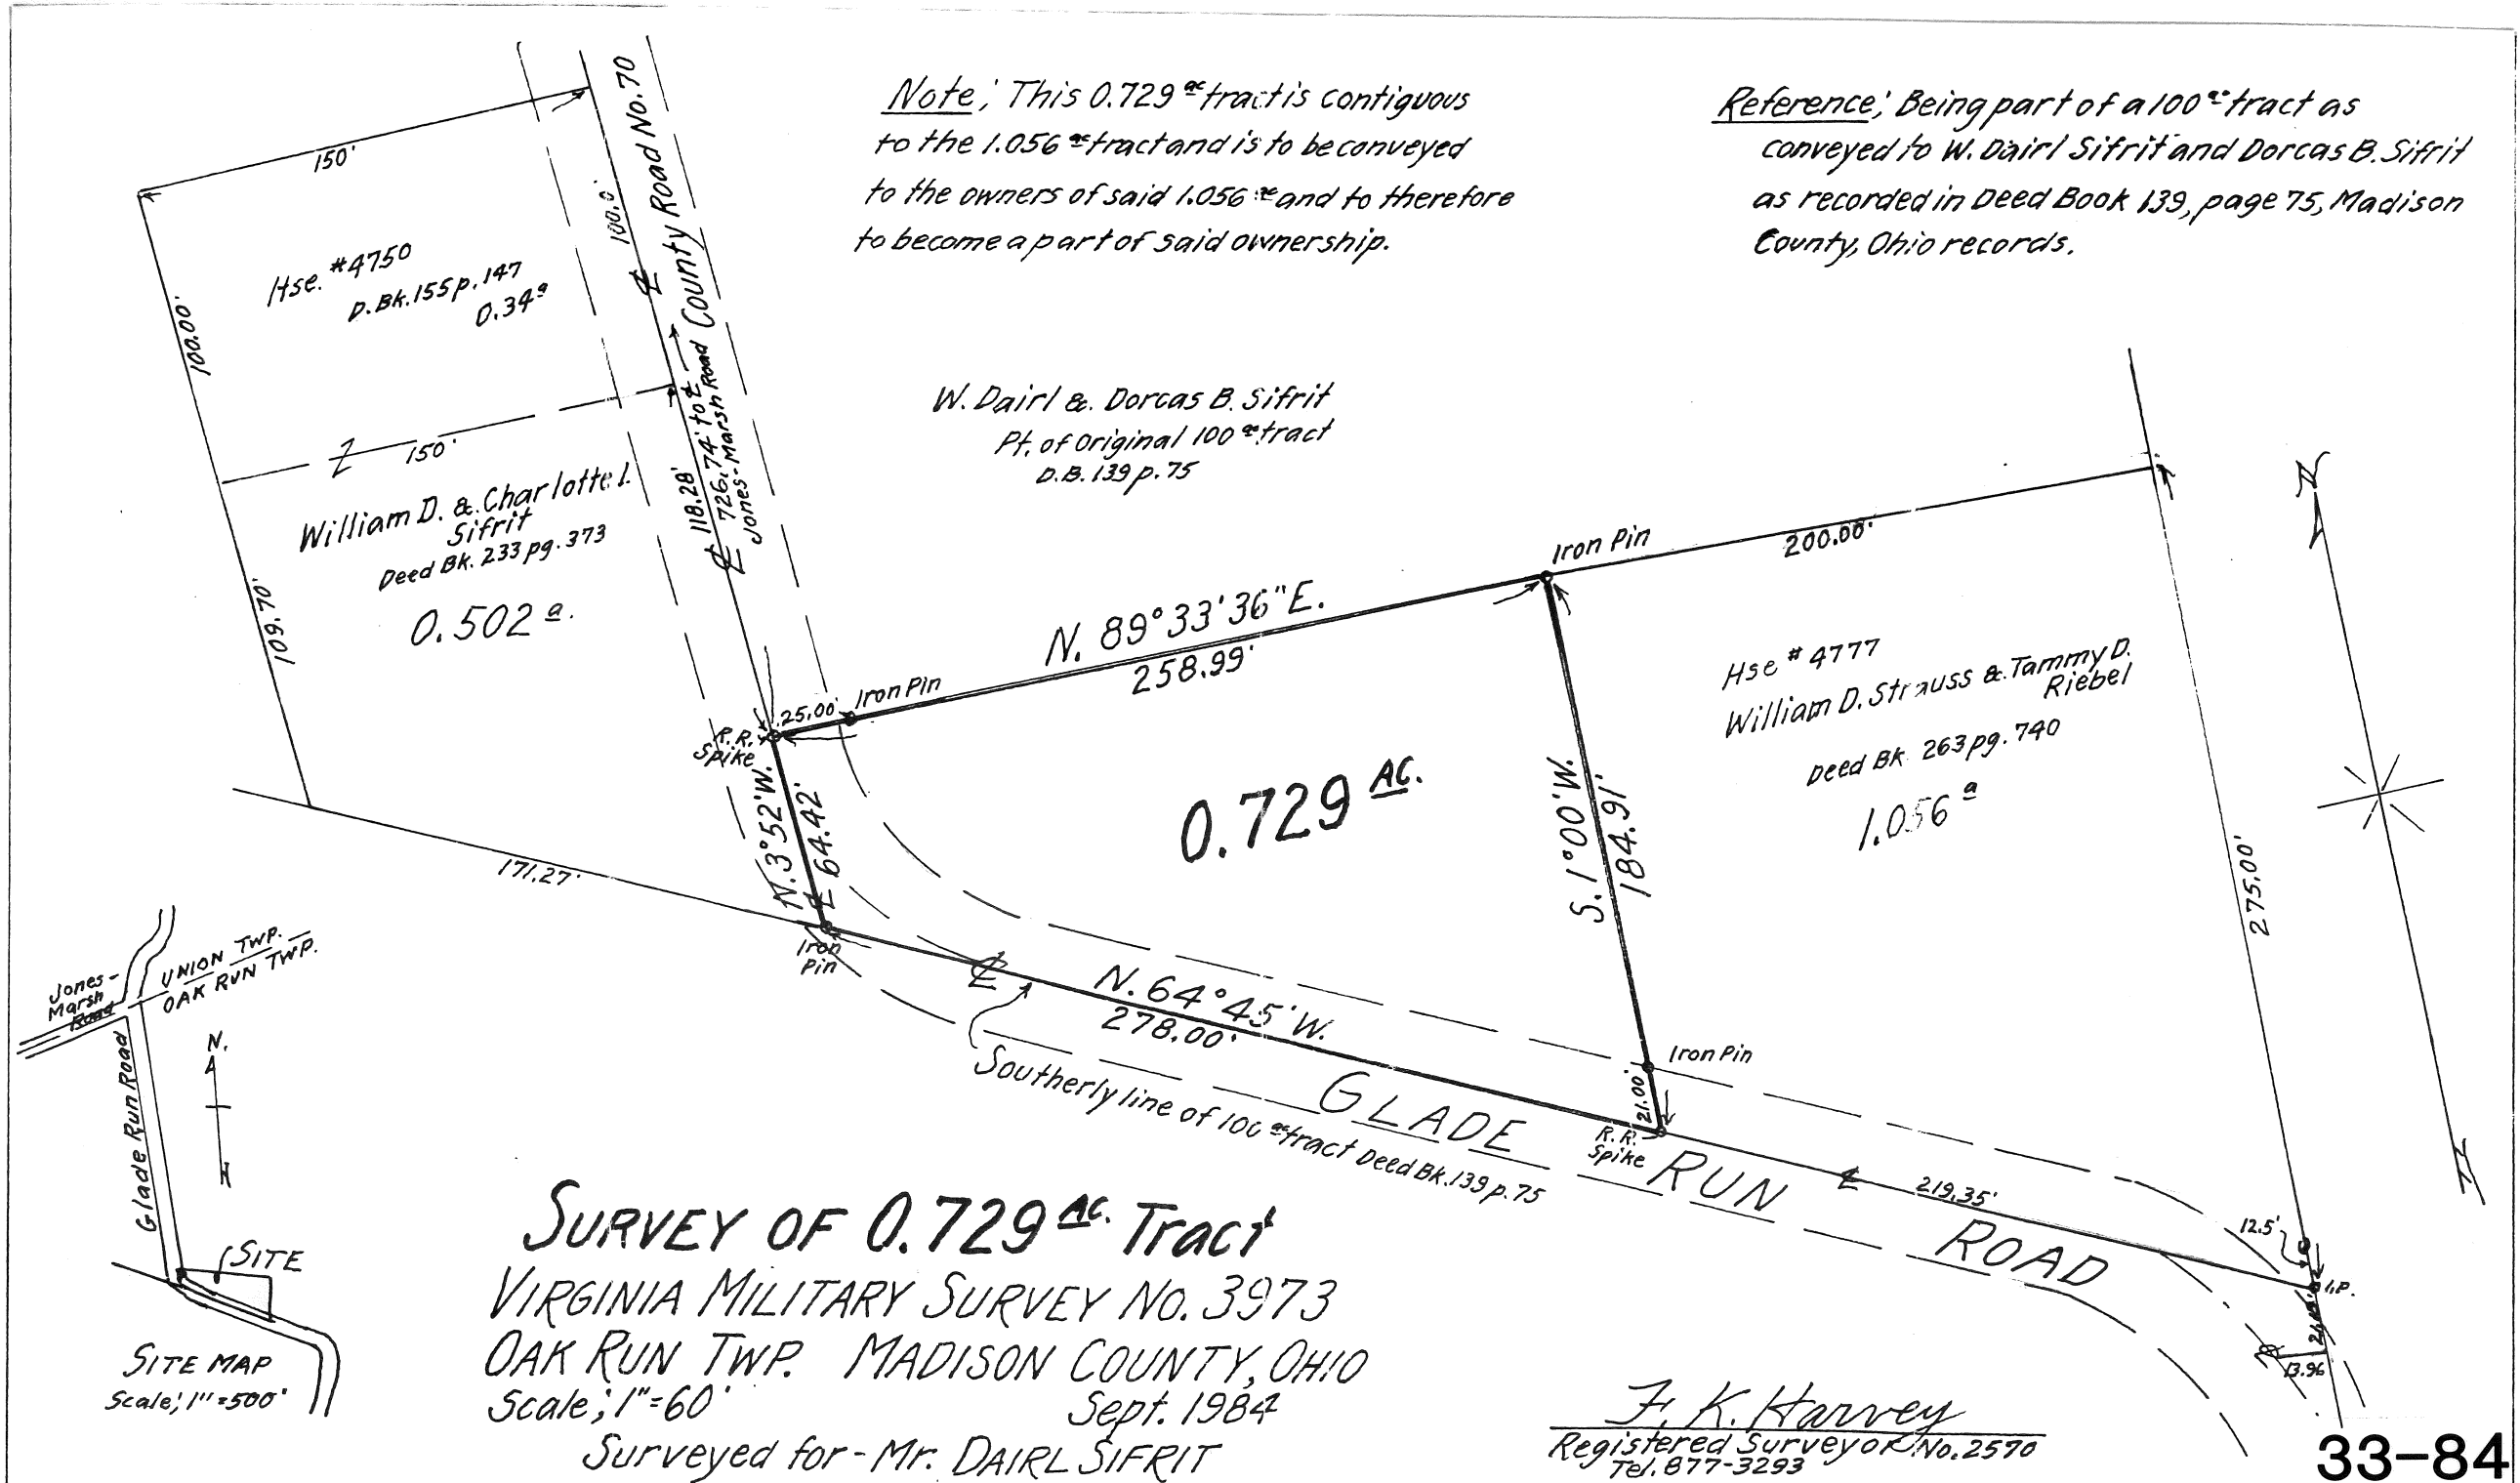 Note; This 0.729 ac tract is contiguous
to the 1.056 ac tract and is to be conveyed
to the owners of said 1.056 ac and to therefore
to become a part of said ownership.
Reference; Being part of a 100 ac tract as
conveyed to W. Dairl Sifrit and Dorcas B. Sifrit
as recorded in Deed Book 139, page 75, Madison
County, Ohio records.
150'
100.0'
County Road No. 70
Hse. #4750
D. Bk. 155 p. 147
0.34 a
100.00'
150'
118.28'
726.74' to ℄
Jones-Marsh Road
W. Dairl & Dorcas B. Sifrit
Pt. of Original 100 ac tract
D.B. 139 p. 75
William D. & Charlotte I.
Sifrit
Deed Bk. 233 pg. 373
0.502 a.
109.70'
171.27'
Iron Pin
200.00'
N. 89°33'36"E.
258.99'
Iron Pin
25.00'
R.R.
Spike
N. 3°52'W.
℄ 64.42'
Iron
Pin
0.729 AC.
S. 1°00'W.
184.91'
Hse # 4777
William D. Strauss & Tammy D.
Riebel
Deed Bk. 263 pg. 740
1.056 a
275.00'
N
℄
N. 64°45'W.
278.00'
Iron Pin
21.00'
R.R.
Spike
Southerly line of 100 ac tract Deed Bk. 139 p. 75
GLADE RUN ROAD
℄
219.35'
12.5'
I.P.
13.96
Jones-
Marsh
Road
UNION TWP.
OAK RUN TWP.
Glade Run Road
N.
SITE
SITE MAP
Scale; 1"=500'
SURVEY OF 0.729 AC. Tract
VIRGINIA MILITARY SURVEY NO. 3973
OAK RUN TWP. MADISON COUNTY, OHIO
Scale; 1"=60' Sept. 1984
Surveyed for - Mr. DAIRL SIFRIT
F. K. Harvey
Registered Surveyor No. 2570
Tel. 877-3293
33-84